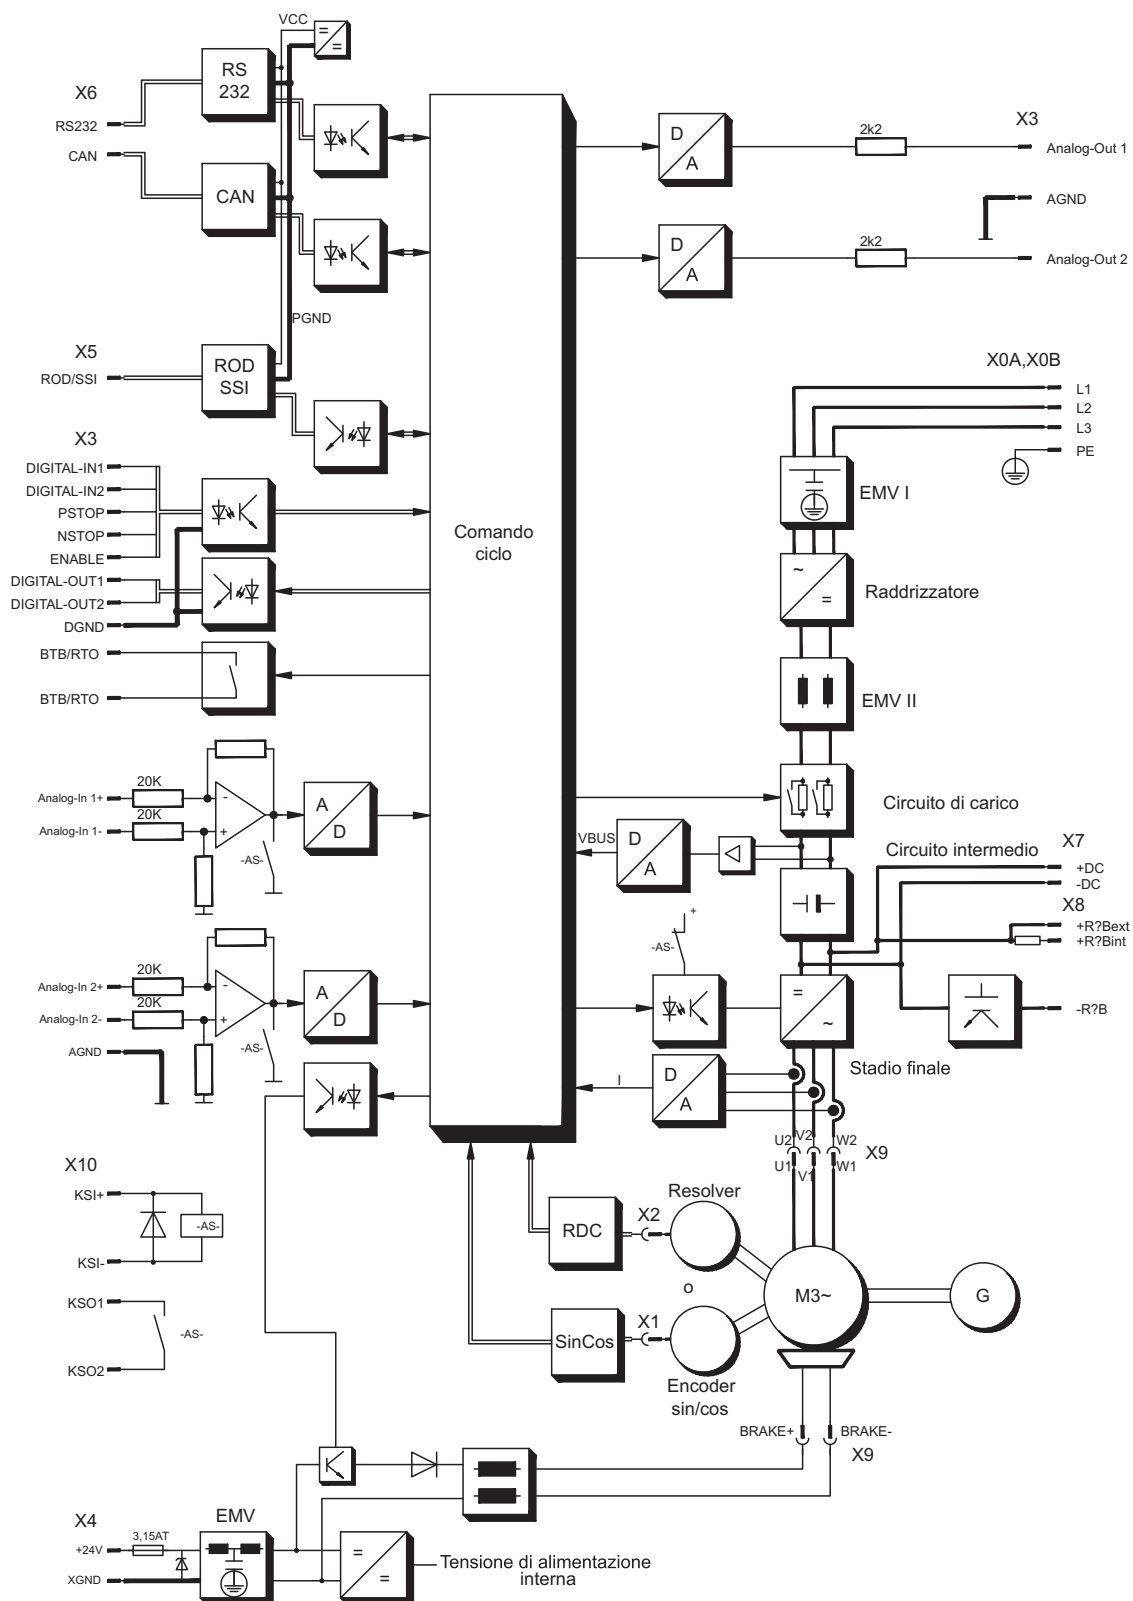 VCC
=
=
RS
232
X6
RS232
CAN
CAN
PGND
X5
ROD/SSI
ROD
SSI
X3
DIGITAL-IN1
DIGITAL-IN2
PSTOP
NSTOP
ENABLE
DIGITAL-OUT1
DIGITAL-OUT2
DGND
BTB/RTO
BTB/RTO
20K
Analog-In 1+
20K
Analog-In 1-
-
+
-AS-
A
D
20K
Analog-In 2+
20K
Analog-In 2-
-
+
-AS-
A
D
AGND
Comando
ciclo
D
A
2k2
X3
Analog-Out 1
AGND
D
A
2k2
Analog-Out 2
X0A,X0B
L1
L2
L3
PE
EMV I
~
=
Raddrizzatore
EMV II
Circuito di carico
VBUS
D
A
Circuito intermedio
X7
+DC
-DC
X8
+R?Bext
+R?Bint
+
-AS-
=
~
-R?B
Stadio finale
I
D
A
U2
V2
W2
X9
U1
V1
W1
X10
KSI+
-AS-
KSI-
KSO1
-AS-
KSO2
Resolver
RDC
X2
o
M3~
G
SinCos
X1
Encoder
sin/cos
BRAKE+
BRAKE-
X9
EMV
X4
3,15AT
+24V
XGND
=
=
Tensione di alimentazione
interna